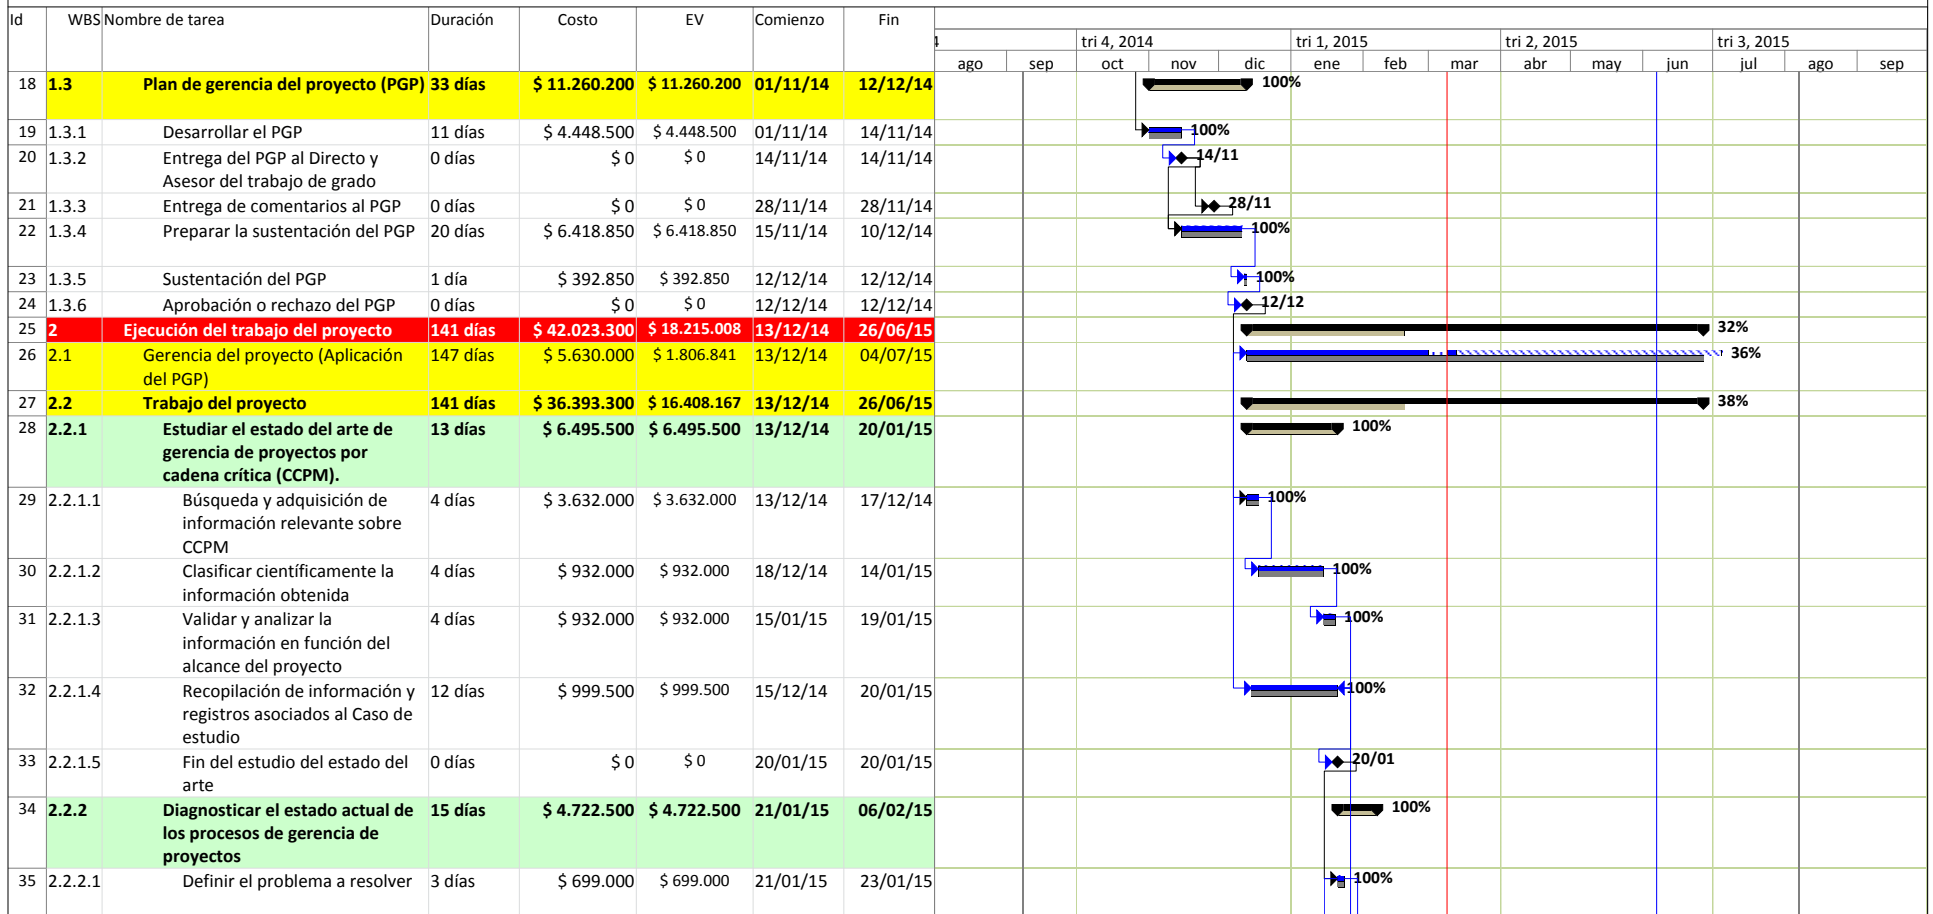 Id WBS Nombre de tarea Duración Costo EV Comienzo Fin
tri 4, 2014 tri 1, 2015 tri 2, 2015 tri 3, 2015
ago sep oct nov dic ene feb mar abr may jun jul ago sep
18 1.3 Plan de gerencia del proyecto (PGP) 33 días $ 11.260.200 $ 11.260.200 01/11/14 12/12/14 100%
19 1.3.1 Desarrollar el PGP 11 días $ 4.448.500 $ 4.448.500 01/11/14 14/11/14 100%
20 1.3.2 Entrega del PGP al Directo y 0 días $ 0 $ 0 14/11/14 14/11/14 14/11
Asesor del trabajo de grado
21 1.3.3 Entrega de comentarios al PGP 0 días $ 0 $ 0 28/11/14 28/11/14 28/11
22 1.3.4 Preparar la sustentación del PGP 20 días $ 6.418.850 $ 6.418.850 15/11/14 10/12/14 100%
23 1.3.5 Sustentación del PGP 1 día $ 392.850 $ 392.850 12/12/14 12/12/14 100%
24 1.3.6 Aprobación o rechazo del PGP 0 días $ 0 $ 0 12/12/14 12/12/14 12/12
25 2 Ejecución del trabajo del proyecto 141 días $ 42.023.300 $ 18.215.008 13/12/14 26/06/15 32%
26 2.1 Gerencia del proyecto (Aplicación 147 días $ 5.630.000 $ 1.806.841 13/12/14 04/07/15 36%
del PGP)
27 2.2 Trabajo del proyecto 141 días $ 36.393.300 $ 16.408.167 13/12/14 26/06/15 38%
28 2.2.1 Estudiar el estado del arte de 13 días $ 6.495.500 $ 6.495.500 13/12/14 20/01/15 100%
gerencia de proyectos por
cadena crítica (CCPM).
29 2.2.1.1 Búsqueda y adquisición de 4 días $ 3.632.000 $ 3.632.000 13/12/14 17/12/14 100%
información relevante sobre
CCPM
30 2.2.1.2 Clasificar científicamente la 4 días $ 932.000 $ 932.000 18/12/14 14/01/15 100%
información obtenida
31 2.2.1.3 Validar y analizar la 4 días $ 932.000 $ 932.000 15/01/15 19/01/15 100%
información en función del
alcance del proyecto
32 2.2.1.4 Recopilación de información y 12 días $ 999.500 $ 999.500 15/12/14 20/01/15 100%
registros asociados al Caso de
estudio
33 2.2.1.5 Fin del estudio del estado del 0 días $ 0 $ 0 20/01/15 20/01/15 20/01
arte
34 2.2.2 Diagnosticar el estado actual de 15 días $ 4.722.500 $ 4.722.500 21/01/15 06/02/15 100%
los procesos de gerencia de
proyectos
35 2.2.2.1 Definir el problema a resolver 3 días $ 699.000 $ 699.000 21/01/15 23/01/15 100%